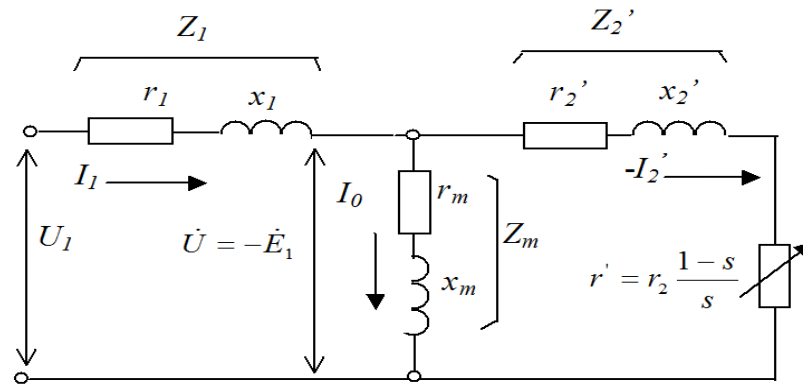 Z1
Z2’
r1
x1
r2’
x2’
I1
I0
rm
-I2’
U1
U̇ = −Ė1
Zm
xm
r' = r2 (1 − s)/s